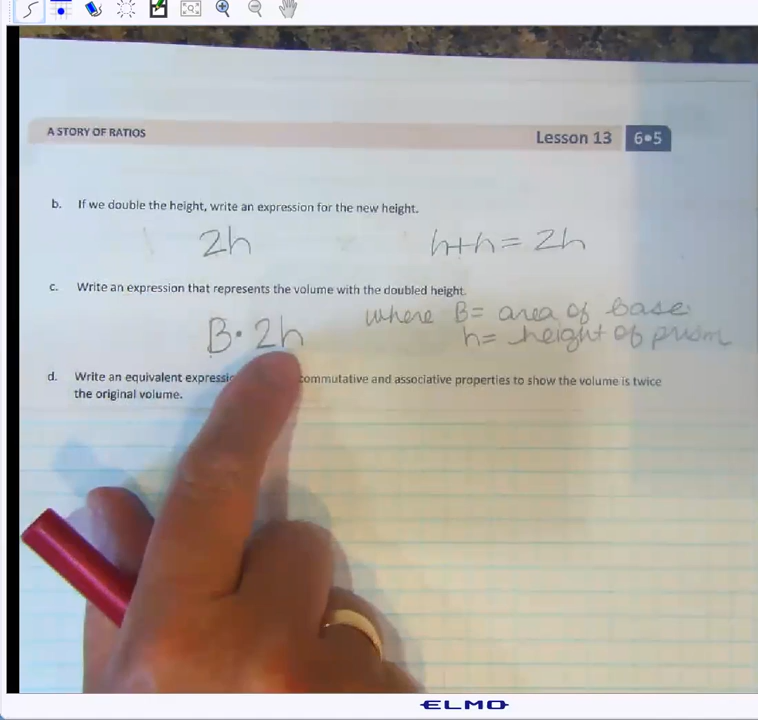 A STORY OF RATIOS
Lesson 13 6•5
b. If we double the height, write an expression for the new height.
2h h+h = 2h
c. Write an expression that represents the volume with the doubled height.
B · 2h where B= area of base
h= height of prism
d. Write an equivalent commutative and associative properties to show the volume is twice
the original volume.
ELMO